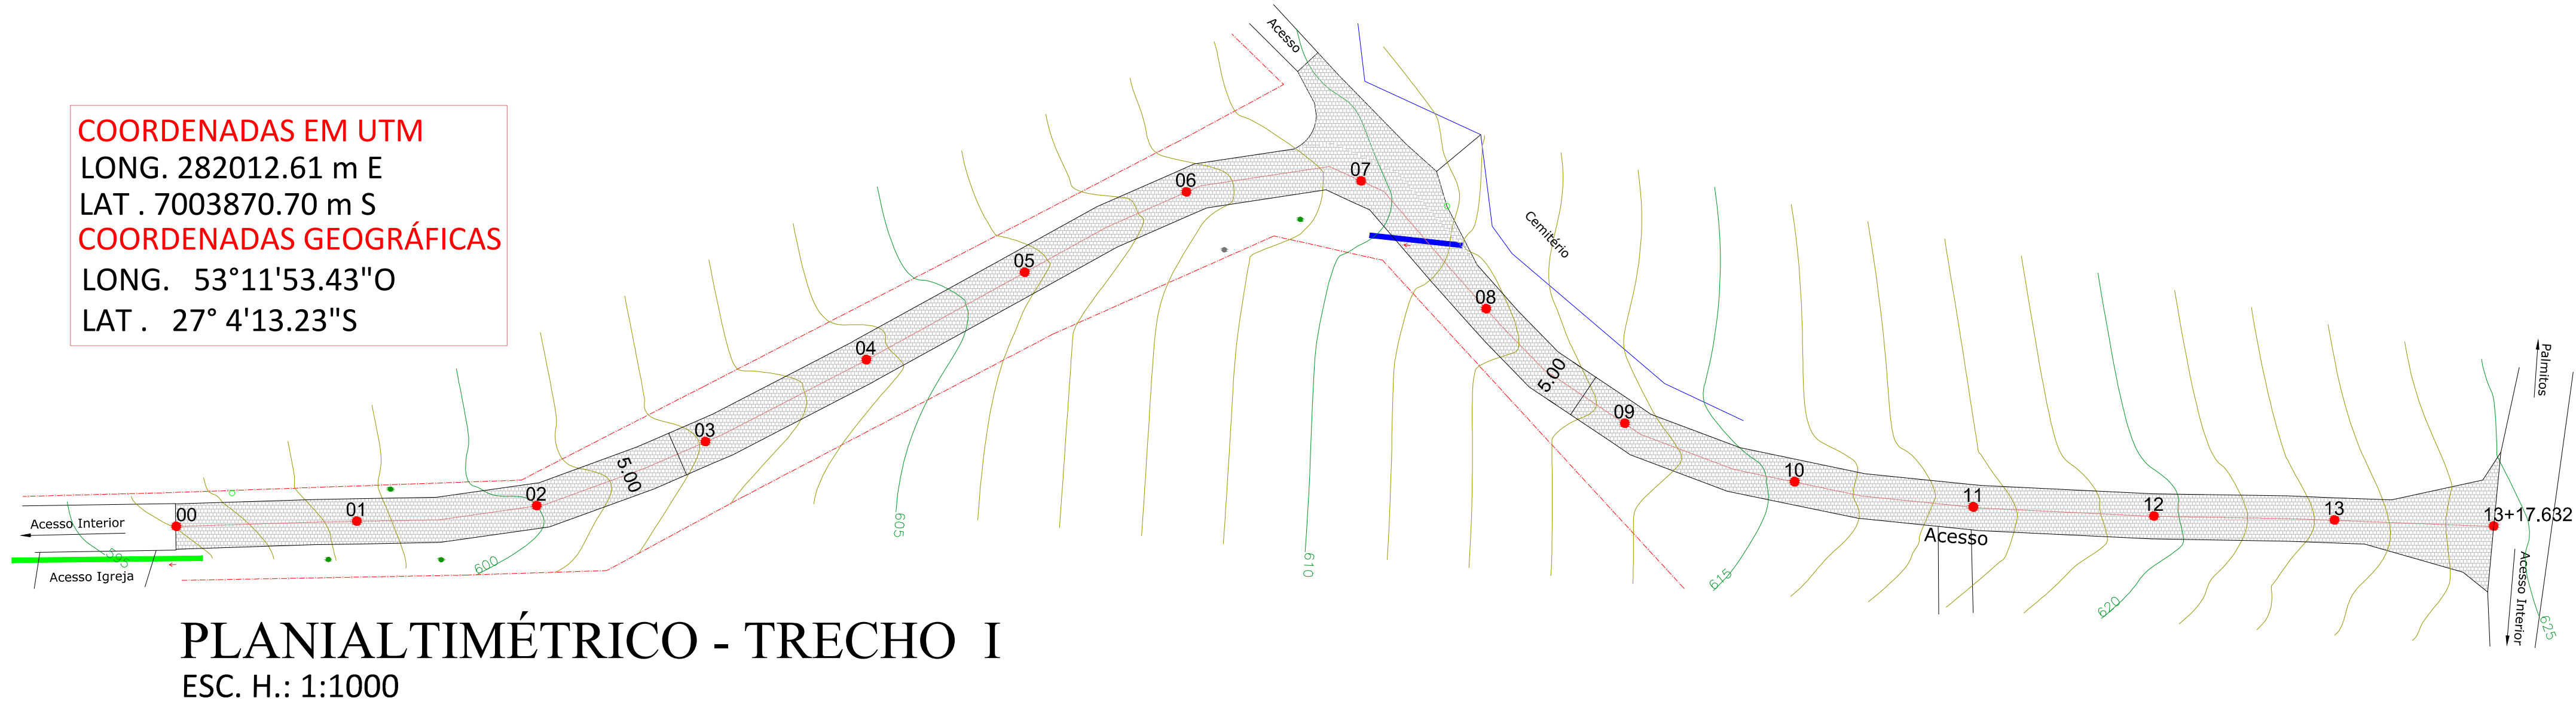 COORDENADAS EM UTM
LONG. 282012.61 m E
LAT . 7003870.70 m S
COORDENADAS GEOGRÁFICAS
LONG. 53°11'53.43"O
LAT . 27° 4'13.23"S
Acesso Interior
Acesso Igreja
595
00
01
02
600
5.00
03
04
605
05
06
Acesso
07
610
Cemitério
08
5.00
09
615
10
Acesso
11
12
620
13
13+17.632
Palmitos
Acesso Interior
625
PLANIALTIMÉTRICO - TRECHO I
ESC. H.: 1:1000